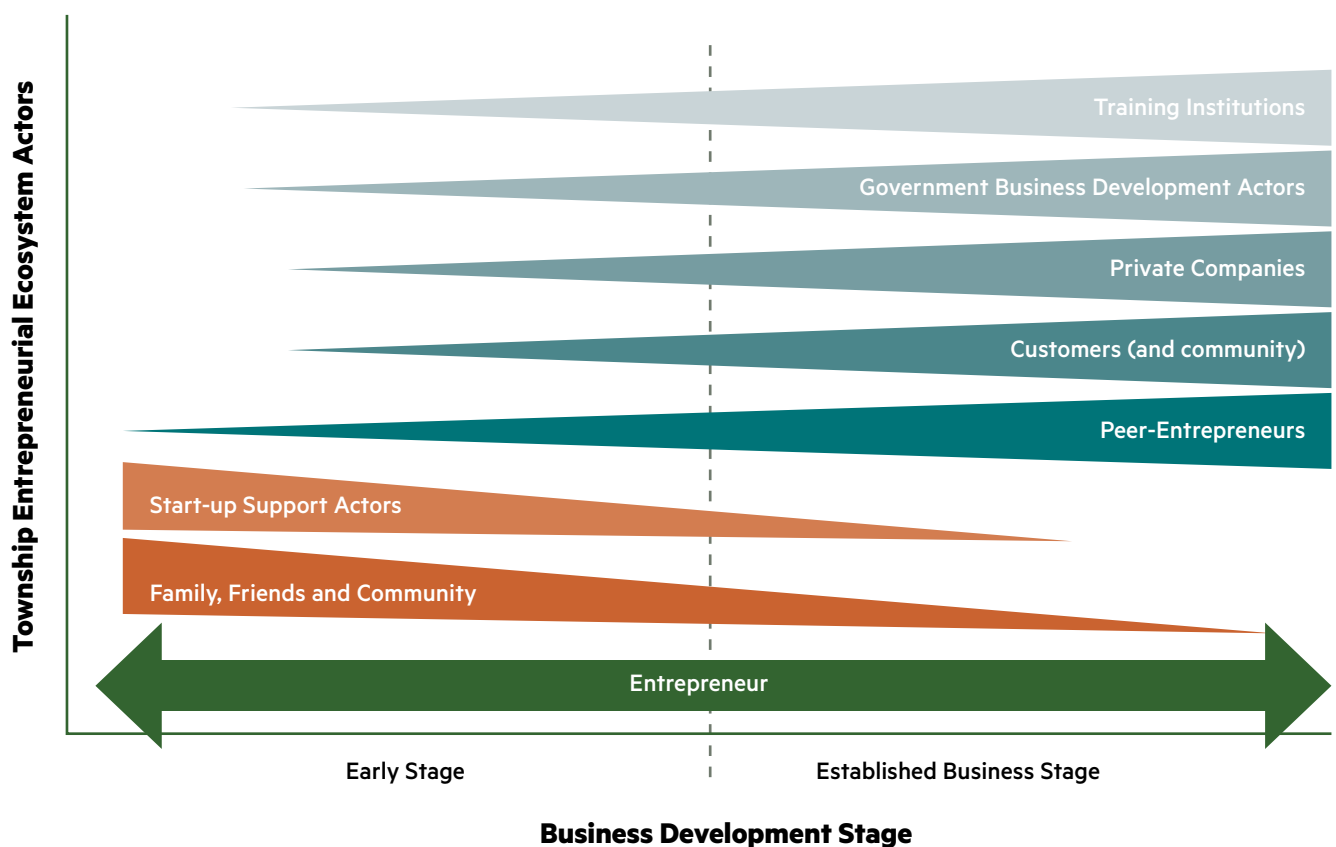 Township Entrepreneurial Ecosystem Actors
Training Institutions
Government Business Development Actors
Private Companies
Customers (and community)
Peer-Entrepreneurs
Start-up Support Actors
Family, Friends and Community
Entrepreneur
Early Stage
Established Business Stage
Business Development Stage